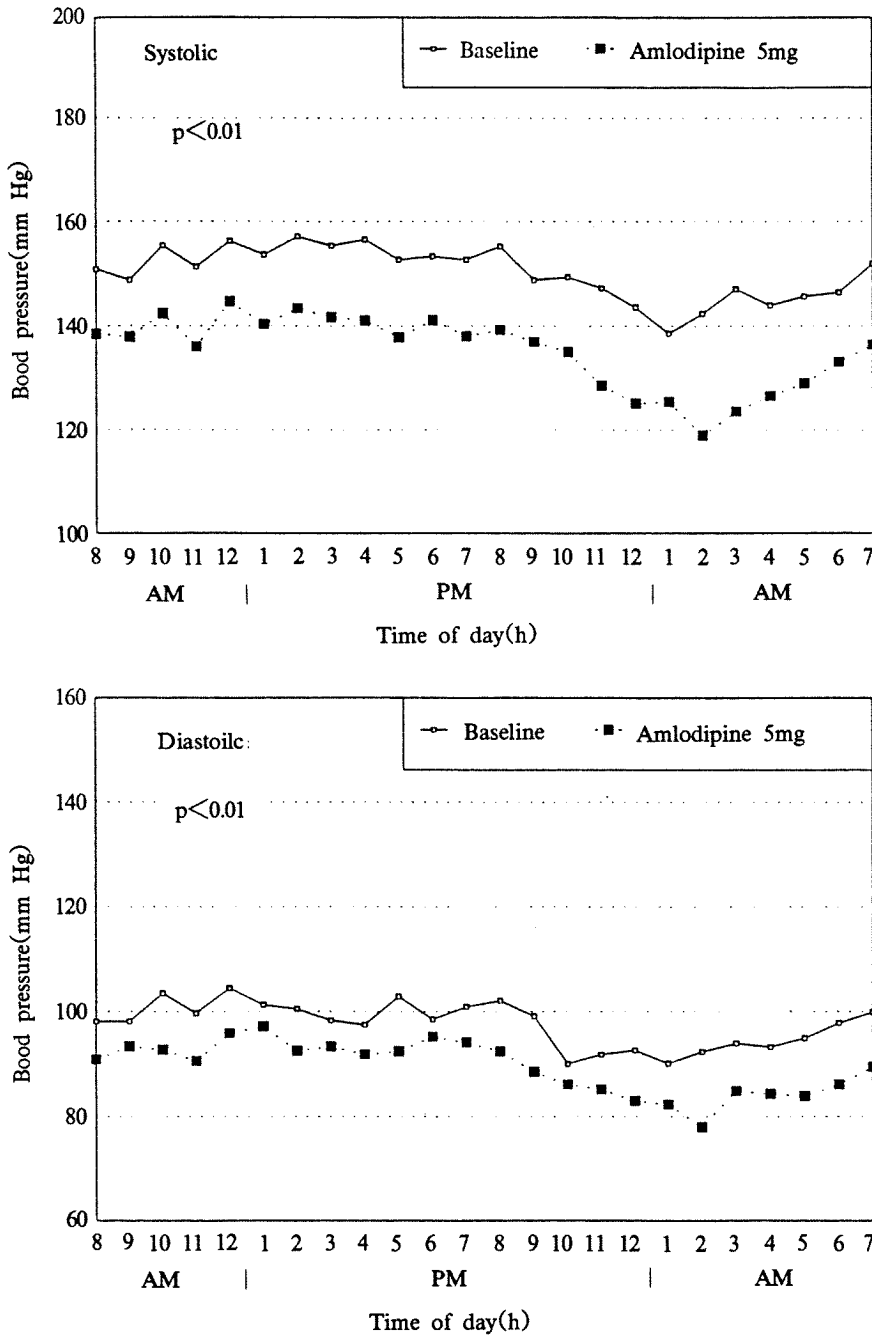 200
180
160
140
120
100
Bood pressure(mm Hg)
Systolic
p<0.01
Baseline Amlodipine 5mg
8 9 10 11 12 1 2 3 4 5 6 7 8 9 10 11 12 1 2 3 4 5 6 7
AM | PM | AM
Time of day(h)
160
140
120
100
80
60
Bood pressure(mm Hg)
Diastoilc:
p<0.01
Baseline Amlodipine 5mg
8 9 10 11 12 1 2 3 4 5 6 7 8 9 10 11 12 1 2 3 4 5 6 7
AM | PM | AM
Time of day(h)